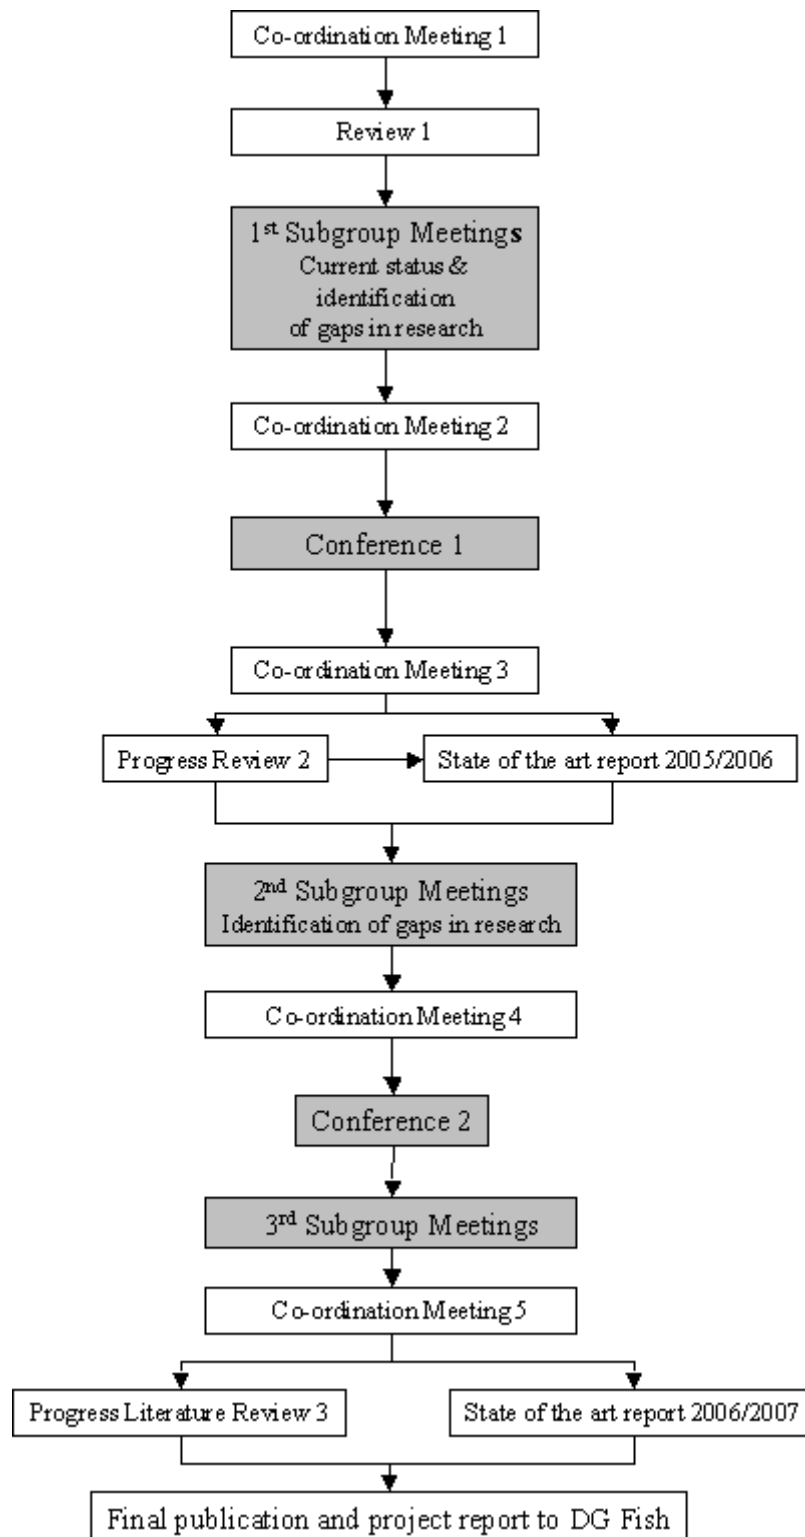 Co-ordination Meeting 1
Review 1
1st Subgroup Meetings
Current status &
identification
of gaps in research
Co-ordination Meeting 2
Conference 1
Co-ordination Meeting 3
Progress Review 2
State of the art report 2005/2006
2nd Subgroup Meetings
Identification of gaps in research
Co-ordination Meeting 4
Conference 2
3rd Subgroup Meetings
Co-ordination Meeting 5
Progress Literature Review 3
State of the art report 2006/2007
Final publication and project report to DG Fish